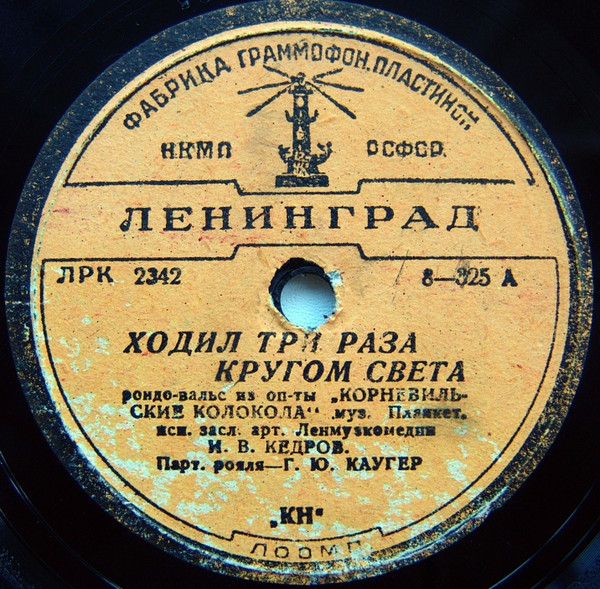 ФАБРИКА ГРАММОФОН. ПЛАСТИНОК
НКМП РСФСР.
ЛЕНИНГРАД
ЛРК 2342 8—325 А
ХОДИЛ ТРИ РАЗА
КРУГОМ СВЕТА
рондо-вальс из оп-ты „КОРНЕВИЛЬ-
СКИЕ КОЛОКОЛА“ муз. Планкет.
исп. засл. арт. Ленмузкомедии
И. В. КЕДРОВ.
Парт. рояля—Г. Ю. КАУГЕР
„КН“
ЛООМП